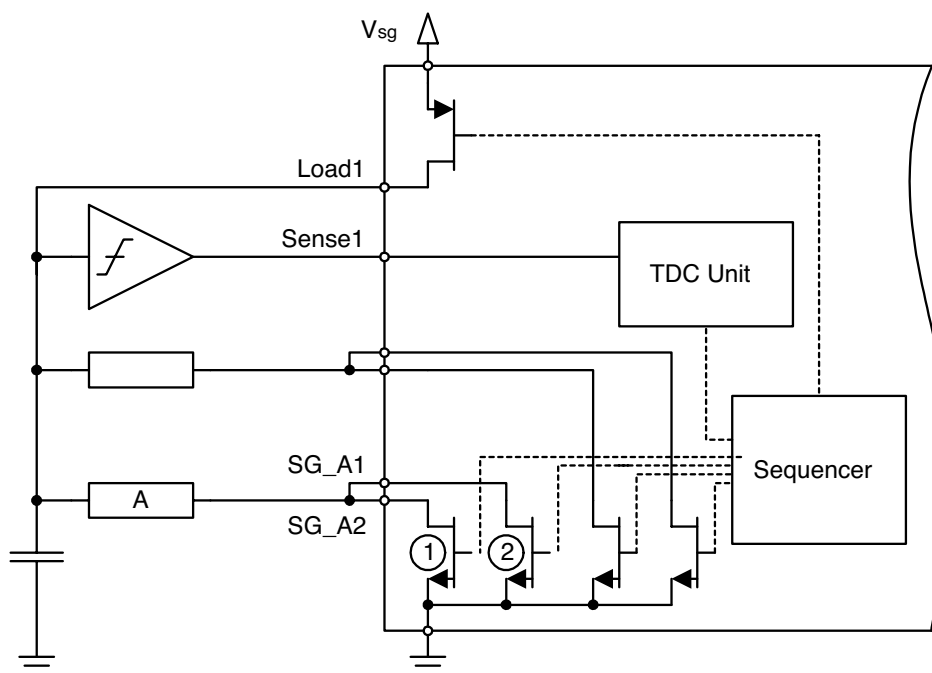 Vsg
Load1
Sense1
TDC Unit
SG_A1
Sequencer
A
SG_A2
1
2